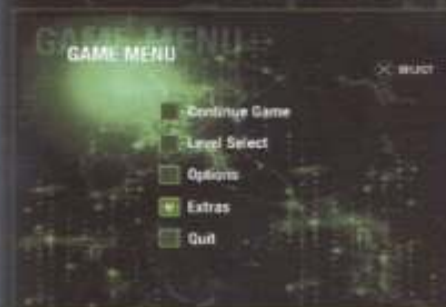 GAME MENU
GAME MENU
SELECT
Continue Game
Level Select
Options
Extras
Quit